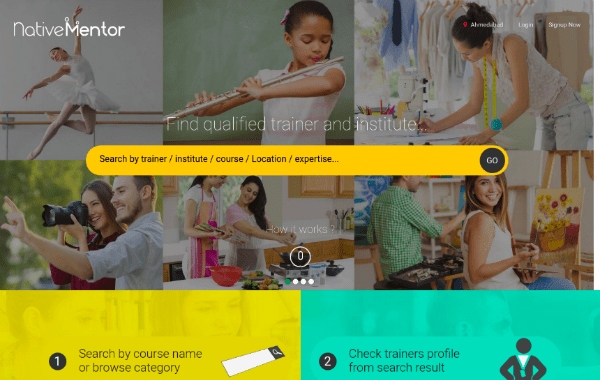 NativeMentor
Ahmedabad
Login
Signup Now
Find qualified trainer and institute...
Search by trainer / institute / course / Location / expertise...
GO
How it works ?
0
1
Search by course name
or browse category
2
Check trainers profile
from search result